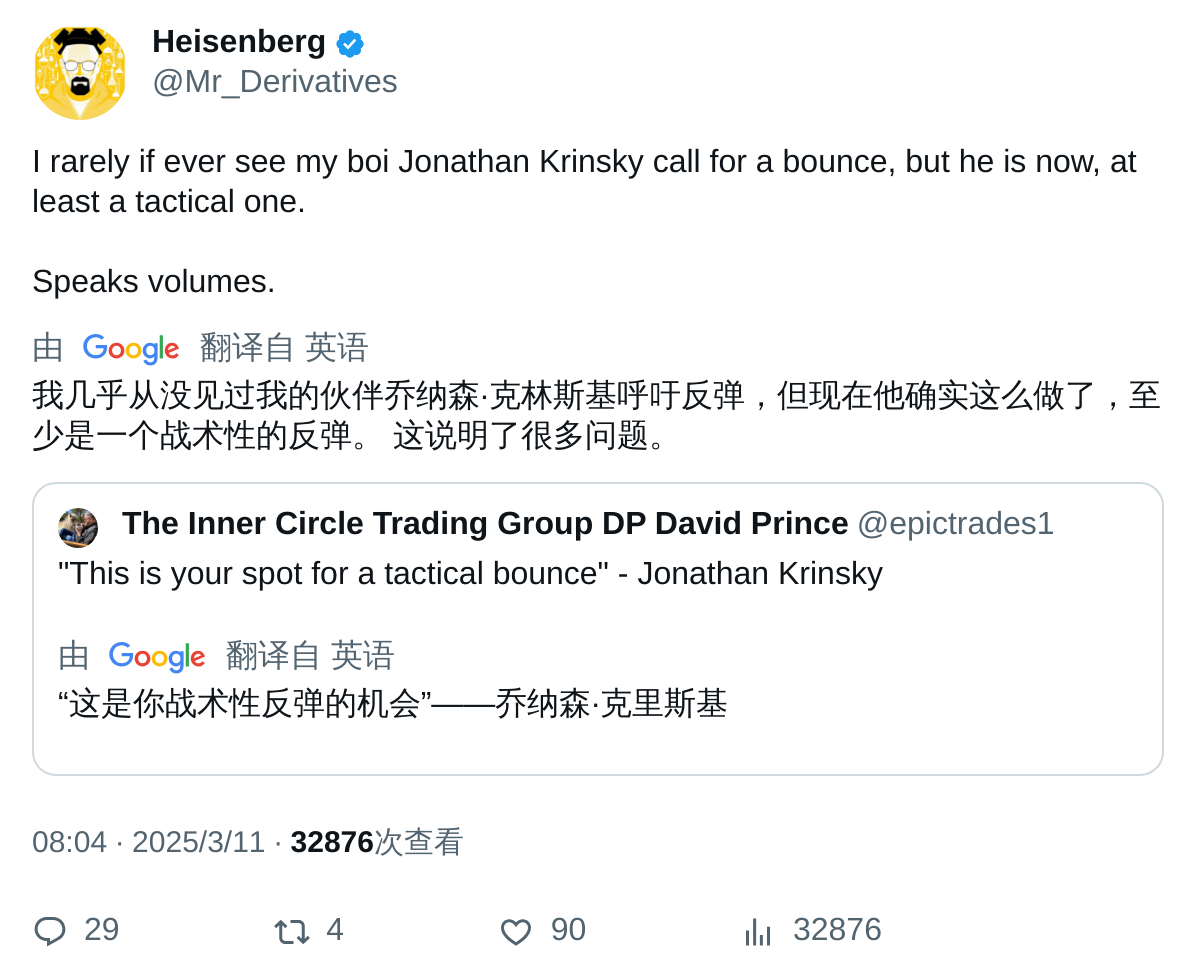 Heisenberg
@Mr_Derivatives
I rarely if ever see my boi Jonathan Krinsky call for a bounce, but he is now, at
least a tactical one.
Speaks volumes.
由 Google 翻译自 英语
我几乎从没见过我的伙伴乔纳森·克林斯基呼吁反弹，但现在他确实这么做了，至
少是一个战术性的反弹。 这说明了很多问题。
The Inner Circle Trading Group DP David Prince @epictrades1
"This is your spot for a tactical bounce" - Jonathan Krinsky
由 Google 翻译自 英语
“这是你战术性反弹的机会”——乔纳森·克里斯基
08:04 · 2025/3/11 · 32876次查看
29 4 90 32876